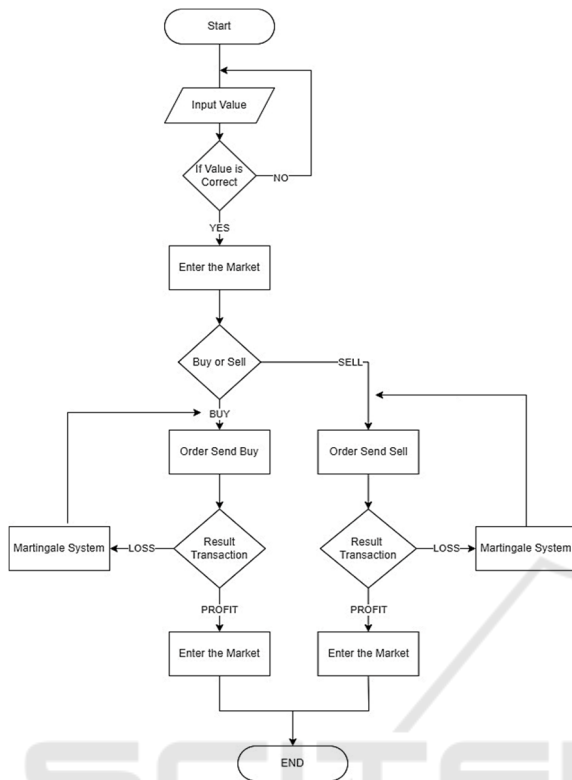 Start
Input Value
If Value is
Correct
NO
YES
Enter the Market
Buy or Sell
SELL
BUY
Order Send Buy
Order Send Sell
Martingale System
LOSS
Result
Transaction
Result
Transaction
LOSS
Martingale System
PROFIT
PROFIT
Enter the Market
Enter the Market
END